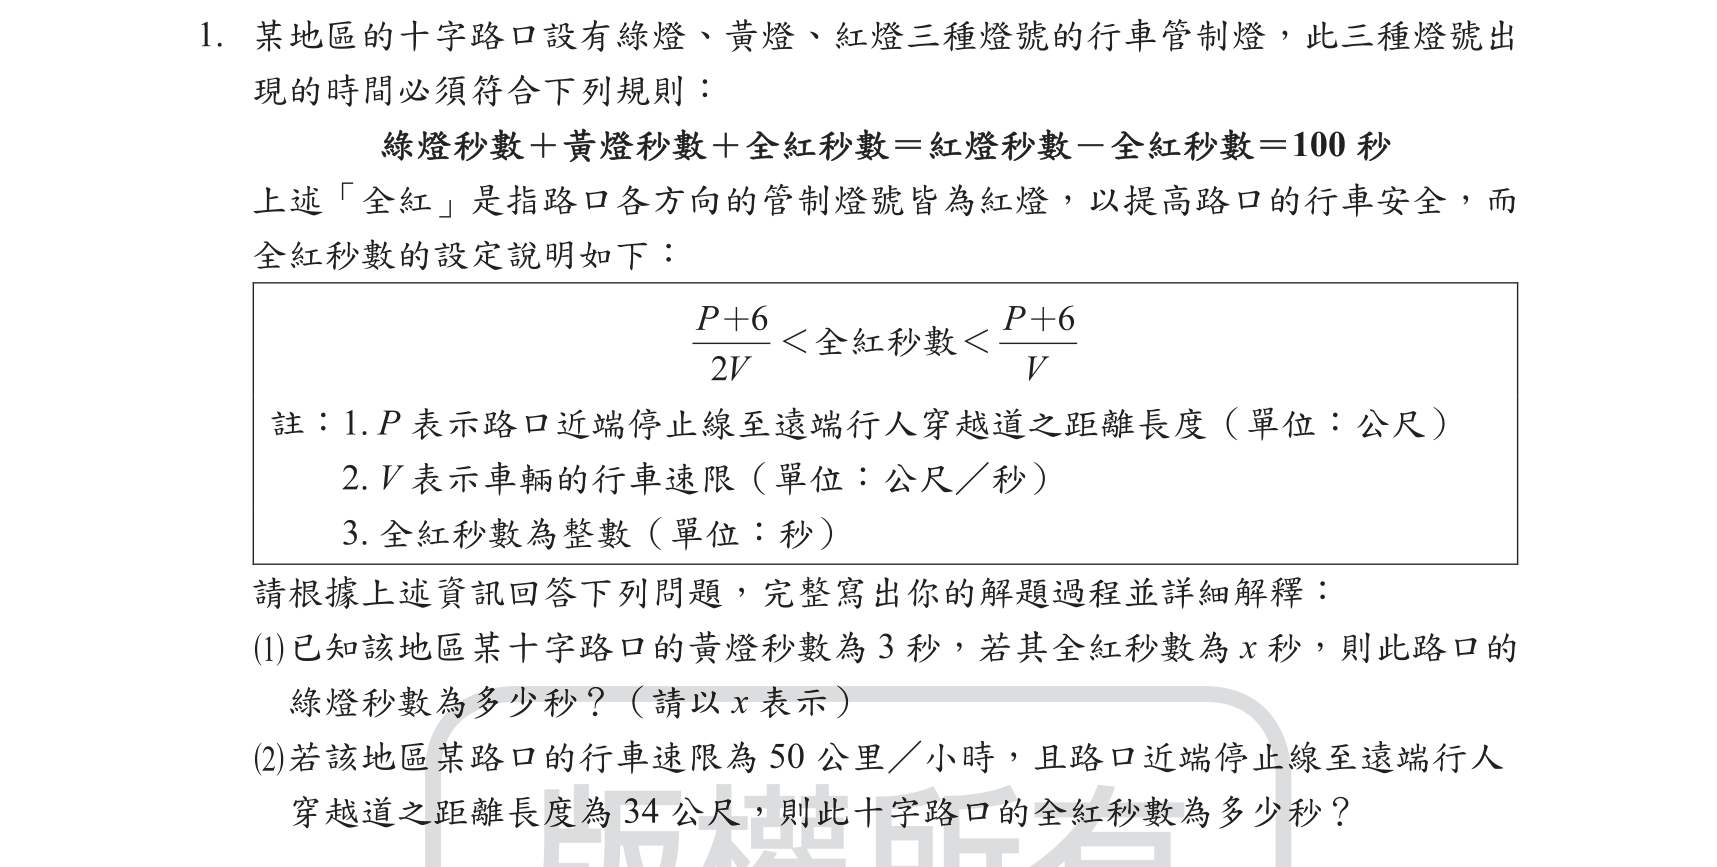 1. 某地區的十字路口設有綠燈、黃燈、紅燈三種燈號的行車管制燈，此三種燈號出
現的時間必須符合下列規則：
綠燈秒數＋黃燈秒數＋全紅秒數＝紅燈秒數－全紅秒數＝100 秒
上述「全紅」是指路口各方向的管制燈號皆為紅燈，以提高路口的行車安全，而
全紅秒數的設定說明如下：
P＋6/2V ＜全紅秒數＜ P＋6/V
註：1. P 表示路口近端停止線至遠端行人穿越道之距離長度（單位：公尺）
2. V 表示車輛的行車速限（單位：公尺／秒）
3. 全紅秒數為整數（單位：秒）
請根據上述資訊回答下列問題，完整寫出你的解題過程並詳細解釋：
(1)已知該地區某十字路口的黃燈秒數為 3 秒，若其全紅秒數為 x 秒，則此路口的
綠燈秒數為多少秒？（請以 x 表示）
(2)若該地區某路口的行車速限為 50 公里／小時，且路口近端停止線至遠端行人
穿越道之距離長度為 34 公尺，則此十字路口的全紅秒數為多少秒？
版權所有